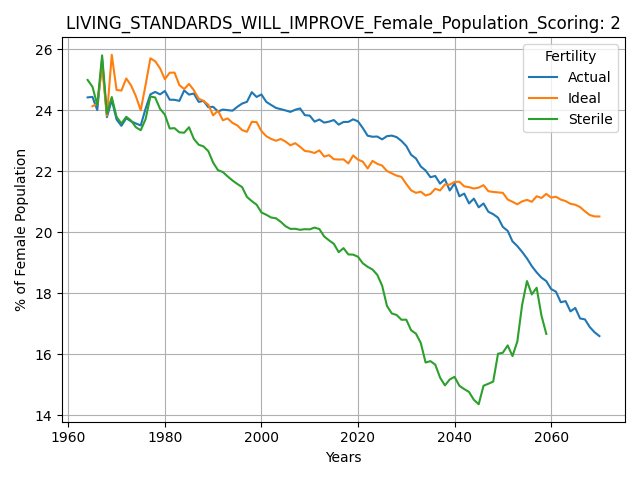 LIVING_STANDARDS_WILL_IMPROVE_Female_Population_Scoring: 2
Fertility
Actual
Ideal
Sterile
% of Female Population
26
24
22
20
18
16
14
1960 1980 2000 2020 2040 2060
Years